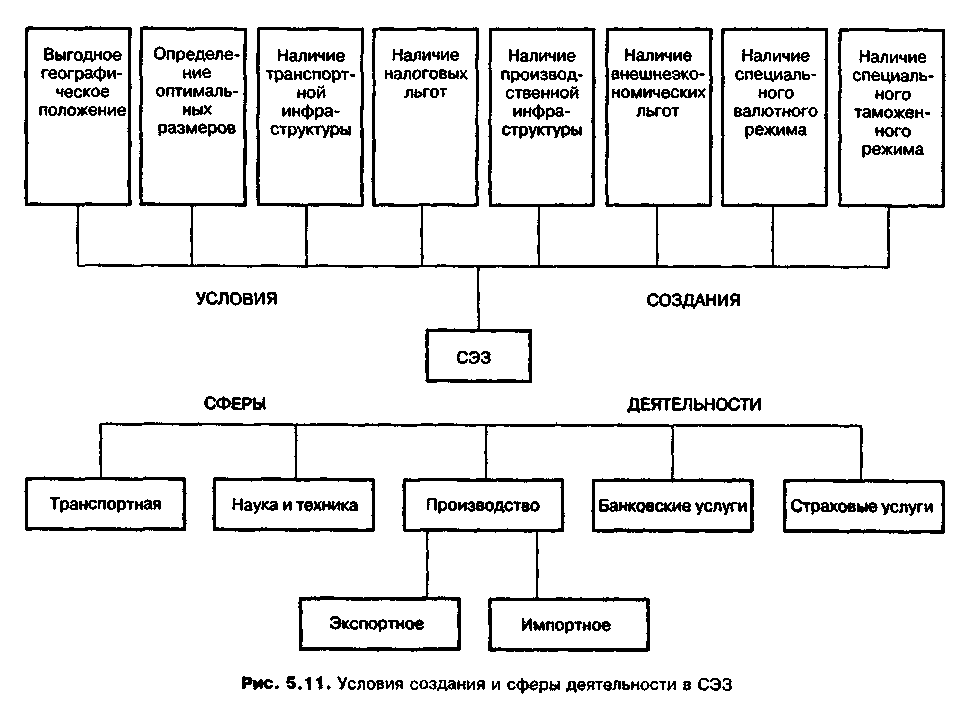 Выгодное
географи-
ческое
положение
Определе-
ние
оптималь-
ных
размеров
Наличие
транспорт-
ной
инфра-
структуры
Наличие
налоговых
льгот
Наличие
производ-
ственной
инфра-
структуры
Наличие
внешнеэко-
номических
льгот
Наличие
специаль-
ного
валютного
режима
Наличие
специаль-
ного
таможен-
ного
режима
УСЛОВИЯ СОЗДАНИЯ
СЭЗ
СФЕРЫ ДЕЯТЕЛЬНОСТИ
Транспортная
Наука и техника
Производство
Банковские услуги
Страховые услуги
Экспортное
Импортное
Рис. 5.11. Условия создания и сферы деятельности в СЭЗ